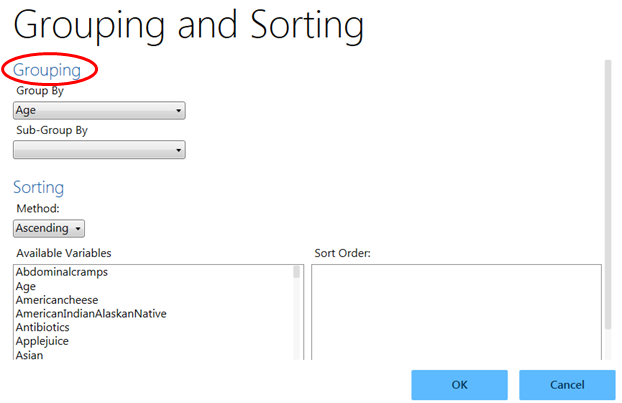 Grouping and Sorting
Grouping
Group By
Age
Sub-Group By
Sorting
Method:
Ascending
Available Variables
Sort Order:
Abdominalcramps
Age
Americancheese
AmericanIndianAlaskanNative
Antibiotics
Applejuice
Asian
OK
Cancel